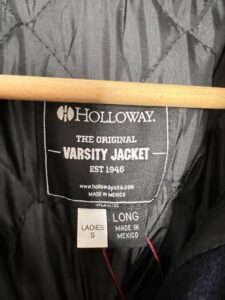 HOLLOWAY.
THE ORIGINAL
VARSITY JACKET
EST 1946
www.hollowayusa.com
MADE IN MEXICO
LADIES
S
LONG
MADE IN
MEXICO